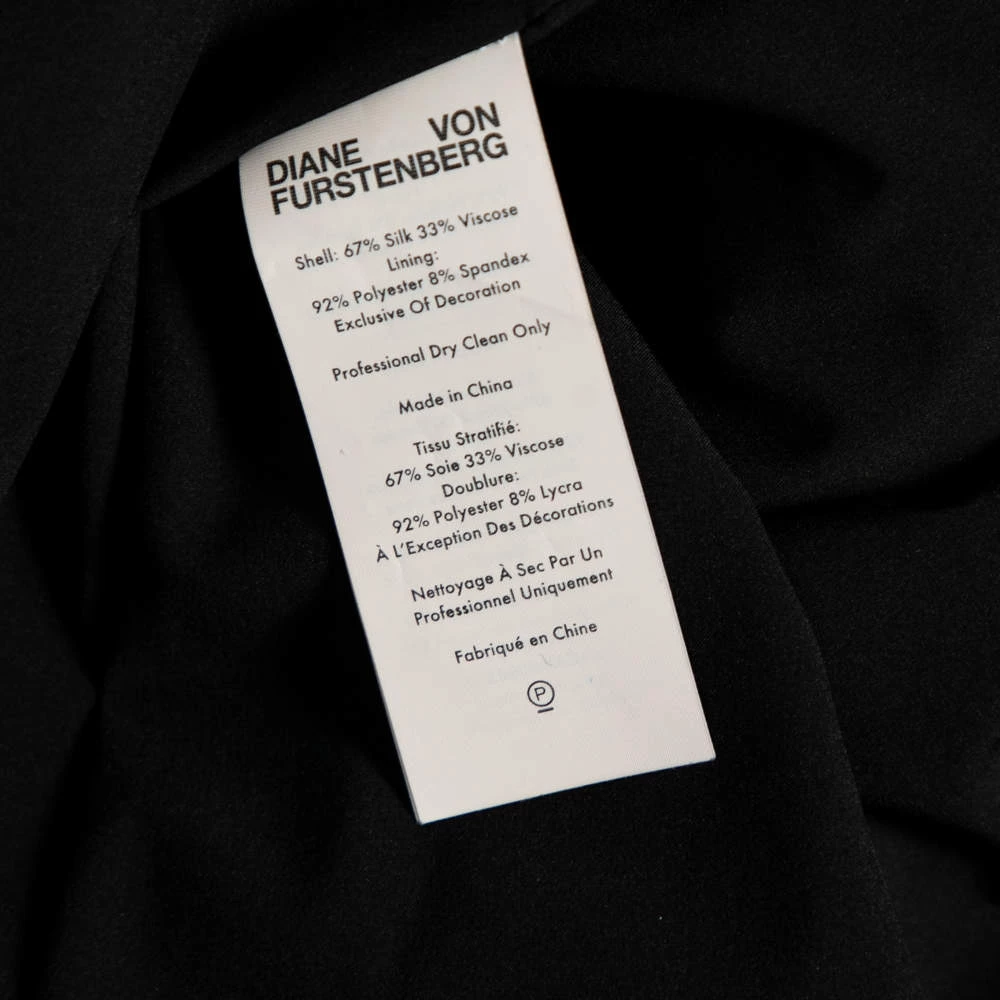 DIANE VON
FURSTENBERG
Shell: 67% Silk 33% Viscose
Lining:
92% Polyester 8% Spandex
Exclusive Of Decoration
Professional Dry Clean Only
Made in China
Tissu Stratifié:
67% Soie 33% Viscose
Doublure:
92% Polyester 8% Lycra
À L'Exception Des Décorations
Nettoyage À Sec Par Un
Professionnel Uniquement
Fabriqué en Chine
P